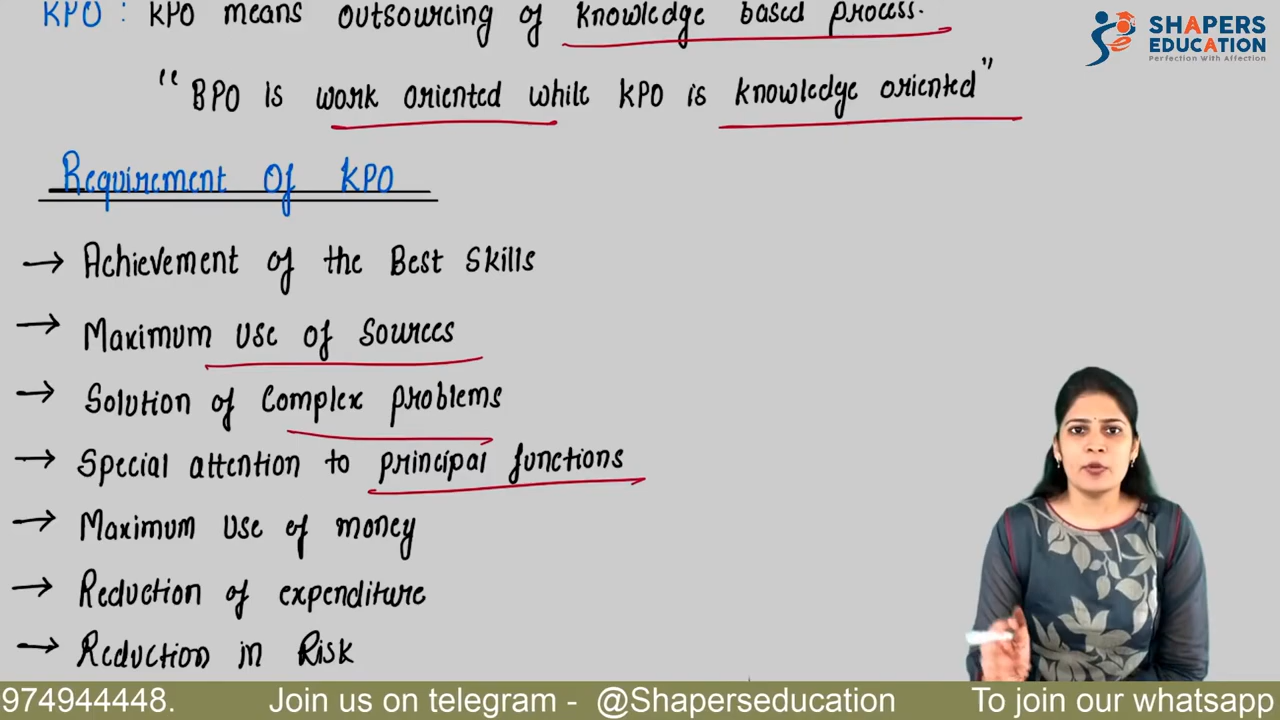 KPO : KPO means outsourcing of knowledge based process.
SHAPERS
EDUCATION
Perfection With Affection
"BPO is work oriented while KPO is knowledge oriented"
Requirement Of KPO
→ Achievement of the Best Skills
→ Maximum Use of Sources
→ Solution of Complex problems
→ Special attention to principal functions
→ Maximum Use of money
→ Reduction of expenditure
→ Reduction in Risk
974944448. Join us on telegram - @Shaperseducation To join our whatsapp